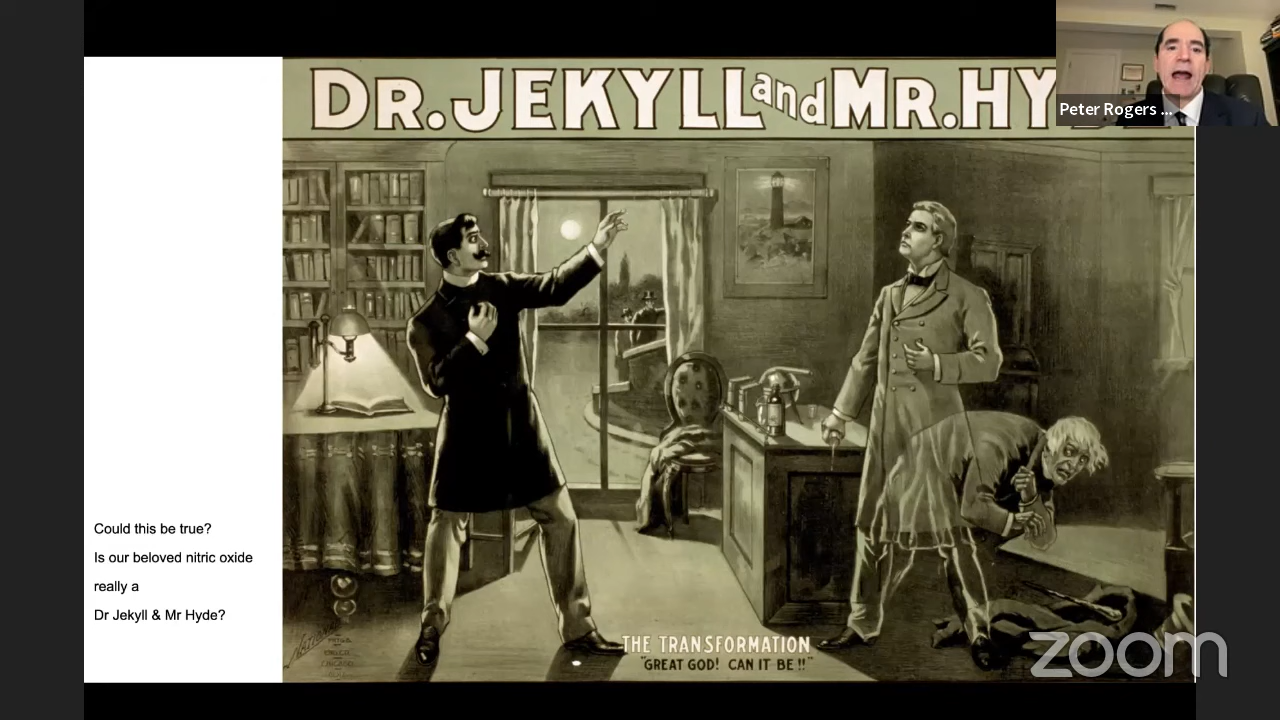 DR. JEKYLL and MR. HY
Peter Rogers ...
Could this be true?
Is our beloved nitric oxide
really a
Dr Jekyll & Mr Hyde?
THE TRANSFORMATION
"GREAT GOD! CAN IT BE!!"
zoom